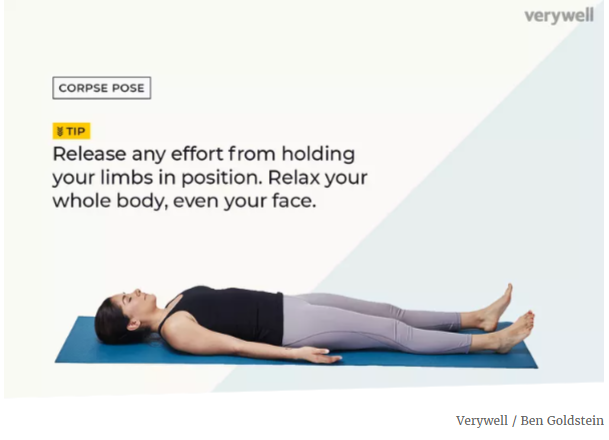 verywell
CORPSE POSE
TIP
Release any effort from holding
your limbs in position. Relax your
whole body, even your face.
Verywell / Ben Goldstein